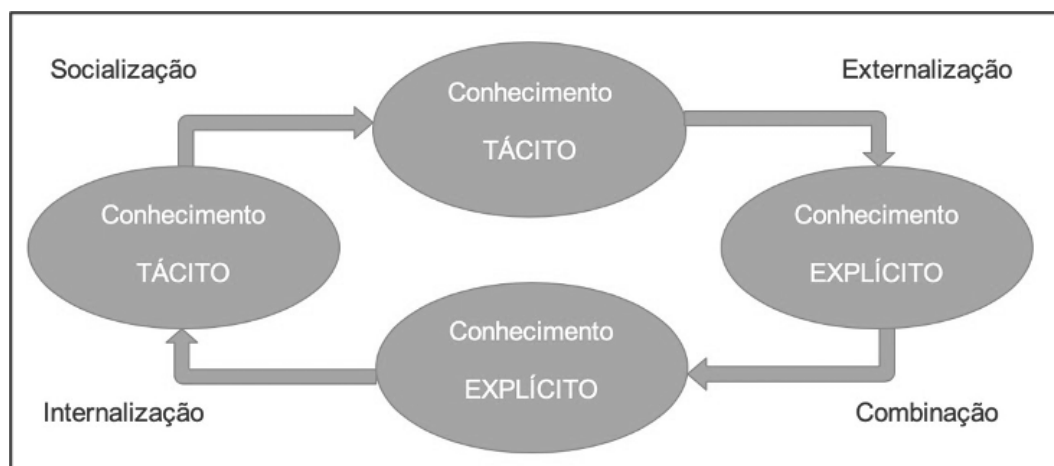 Socialização
Conhecimento
TÁCITO
Externalização
Conhecimento
TÁCITO
Conhecimento
EXPLÍCITO
Conhecimento
EXPLÍCITO
Internalização
Combinação